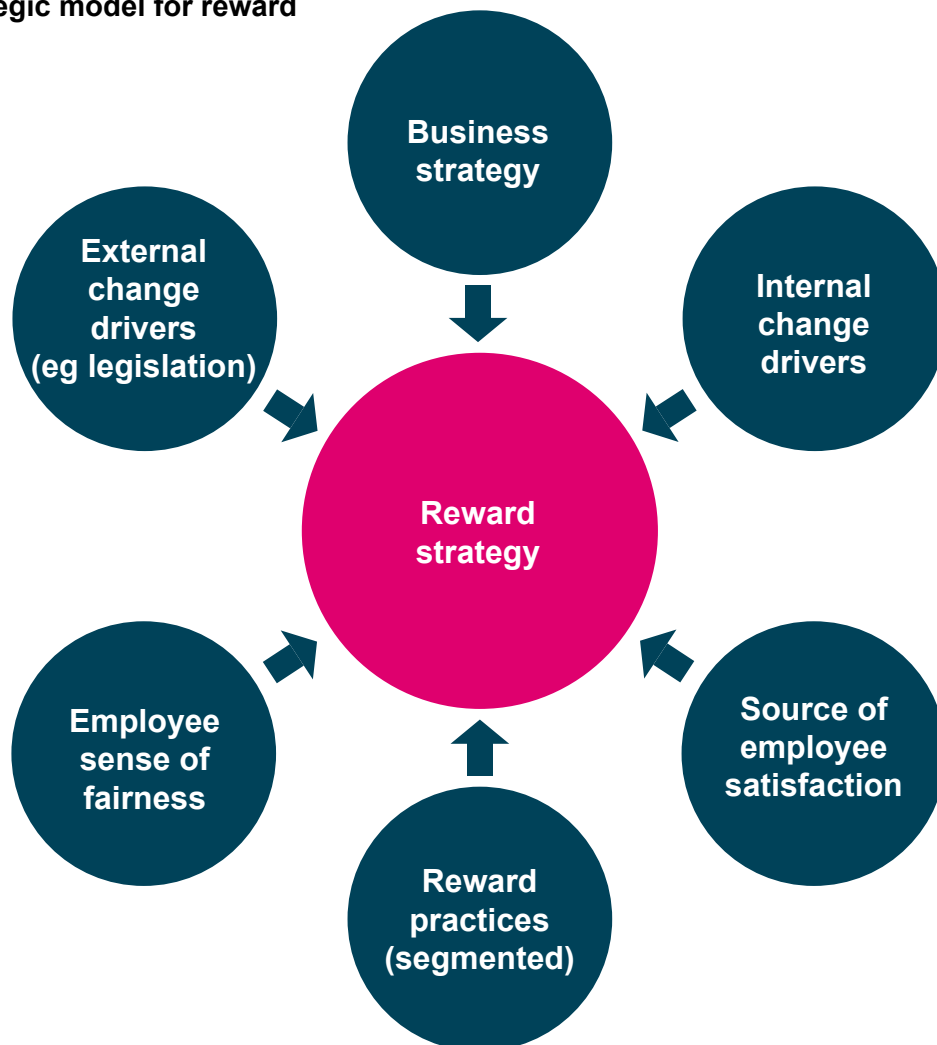 egic model for reward
Business
strategy
External
change
drivers
(eg legislation)
Internal
change
drivers
Reward
strategy
Employee
sense of
fairness
Source of
employee
satisfaction
Reward
practices
(segmented)